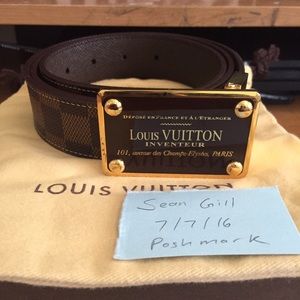 DÉPOSÉ EN FRANCE ET À L'ÉTRANGER
LOUIS VUITTON
INVENTEUR
101, avenue des Champs-Elysées, PARIS
LOUIS VUITTON
Sean Gill
7/7/16
Poshmark